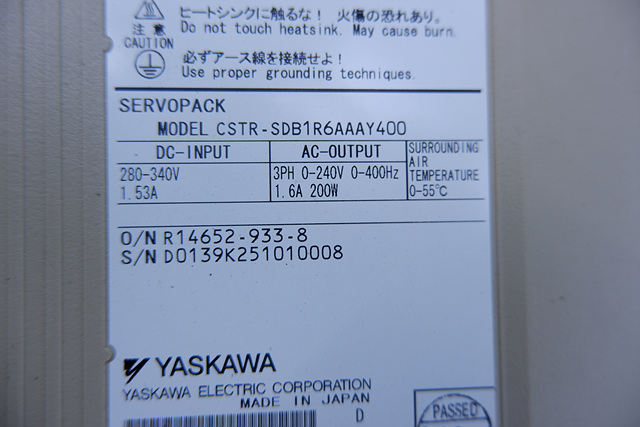 ヒートシンクに触るな! 火傷の恐れあり。
注意
Do not touch heatsink. May cause burn.
CAUTION
必ずアース線を接続せよ!
Use proper grounding techniques.
SERVOPACK
MODEL CSTR-SDB1R6AAAY400
DC-INPUT AC-OUTPUT SURROUNDING AIR TEMPERATURE
280-340V 3PH 0-240V 0-400Hz
1.53A 1.6A 200W 0-55℃
O/N R14652-933-8
S/N D0139K251010008
YASKAWA
YASKAWA ELECTRIC CORPORATION
MADE IN JAPAN
D
PASSED